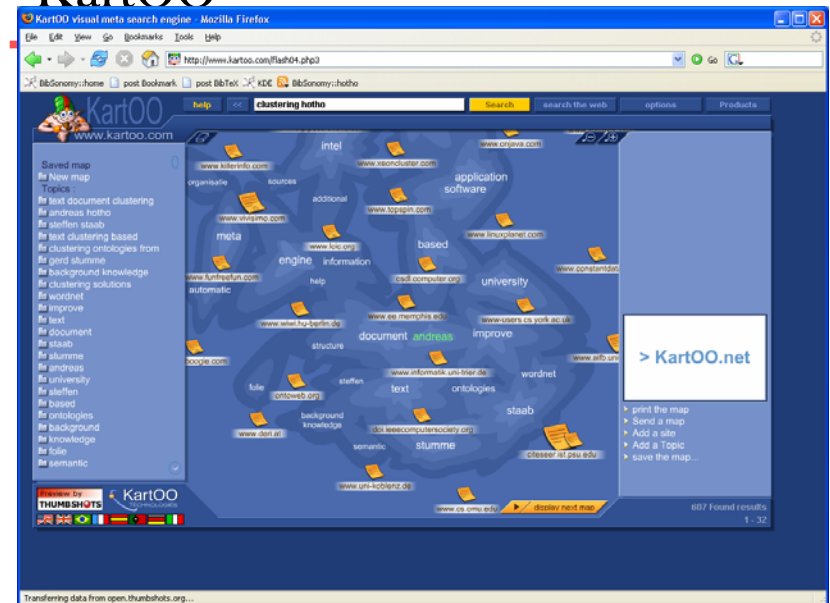 KartOO
KartOO visual meta search engine - Mozilla Firefox
File Edit View Go Bookmarks Tools Help
http://www.kartoo.com/flash04.php3
Go
BibSonomy::home post Bookmark post BibTeX KDE BibSonomy::hotho
KartOO
www.kartoo.com
help << clustering hotho Search search the web options Products
Saved map 0
New map
Topics :
text document clustering
andreas hotho
steffen staab
text clustering based
clustering ontologies from
gerd stumme
background knowledge
clustering solutions
wordnet
improve
text
document
staab
stumme
andreas
university
steffen
based
ontologies
background
knowledge
folie
semantic
intel
www.onjava.com
www.killerinfo.com
www.xeoncluster.com
organisatie sources
application
software
additional
www.vivisimo.com
www.topspin.com
meta
www.linuxplanet.com
www.lcic.org
based
engine information
www.funfreefun.com
help
csdl.computer.org
university
www.constantdat
automatic
www.wiwi.hu-berlin.de
www.ee.memphis.edu
www-users.cs.york.ac.uk
structure
document andreas improve
boogie.com
www.informatik.uni-trier.de
www.aifb.uni
wordnet
folie
steffen
text
ontologies
ontoweb.org
background
knowledge
staab
www.deri.at
doi.ieeecomputersociety.org
semantic
stumme
citeseer.ist.psu.edu
www.uni-koblenz.de
www.cs.cmu.edu
display next map
> KartOO.net
print the map
Send a map
Add a site
Add a Topic
save the map...
607 Found results
1 - 32
Preview by
THUMBSHOTS
KartOO
TECHNOLOGIES
Transferring data from open.thumbshots.org...